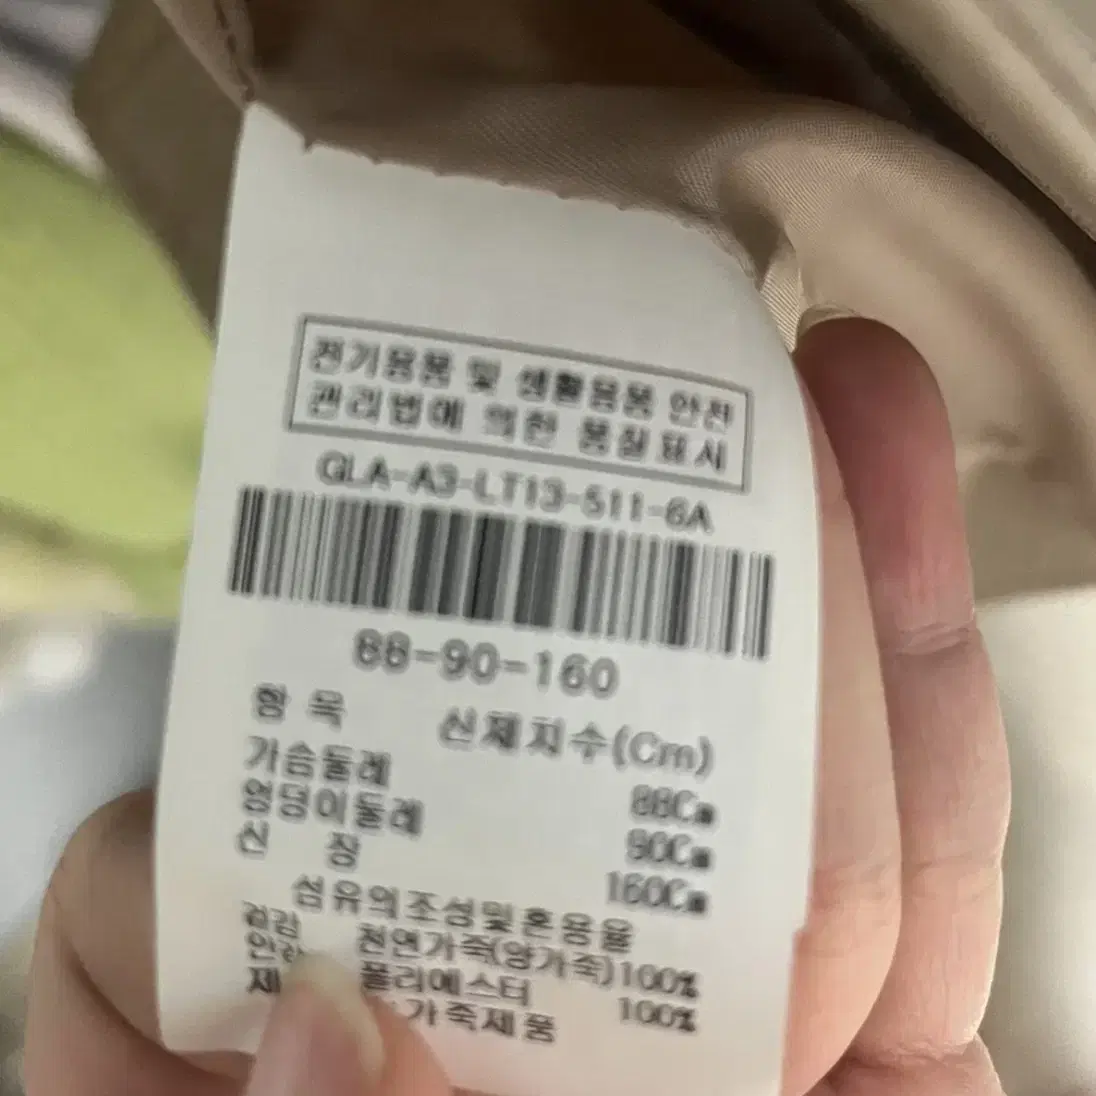 전기용품 및 생활용품 안전
관리법에 의한 품질표시
GLA-A3-LT13-511-6A
88-90-160
항 목 신체치수(Cm)
가슴둘레 88Cm
엉덩이둘레 90Cm
신 장 160Cm
섬유의조성및혼용율
겉감 천연가죽(양가죽)100%
안감 폴리에스터 100%
가죽제품